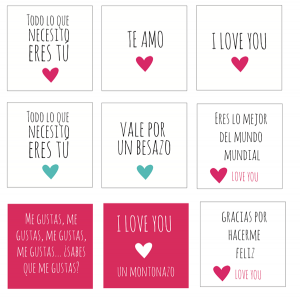 TODO LO QUE
NECESITO
ERES TÚ
TE AMO
I LOVE YOU
TODO LO QUE
NECESITO
ERES TÚ
VALE POR
UN BESAZO
ERES LO MEJOR
DEL MUNDO
MUNDIAL
LOVE YOU
ME GUSTAS, ME
GUSTAS, ME GUSTAS,
ME GUSTAS... ¿SABES
QUE ME GUSTAS?
I LOVE YOU
UN MONTONAZO
GRACIAS POR
HACERME
FELIZ
LOVE YOU